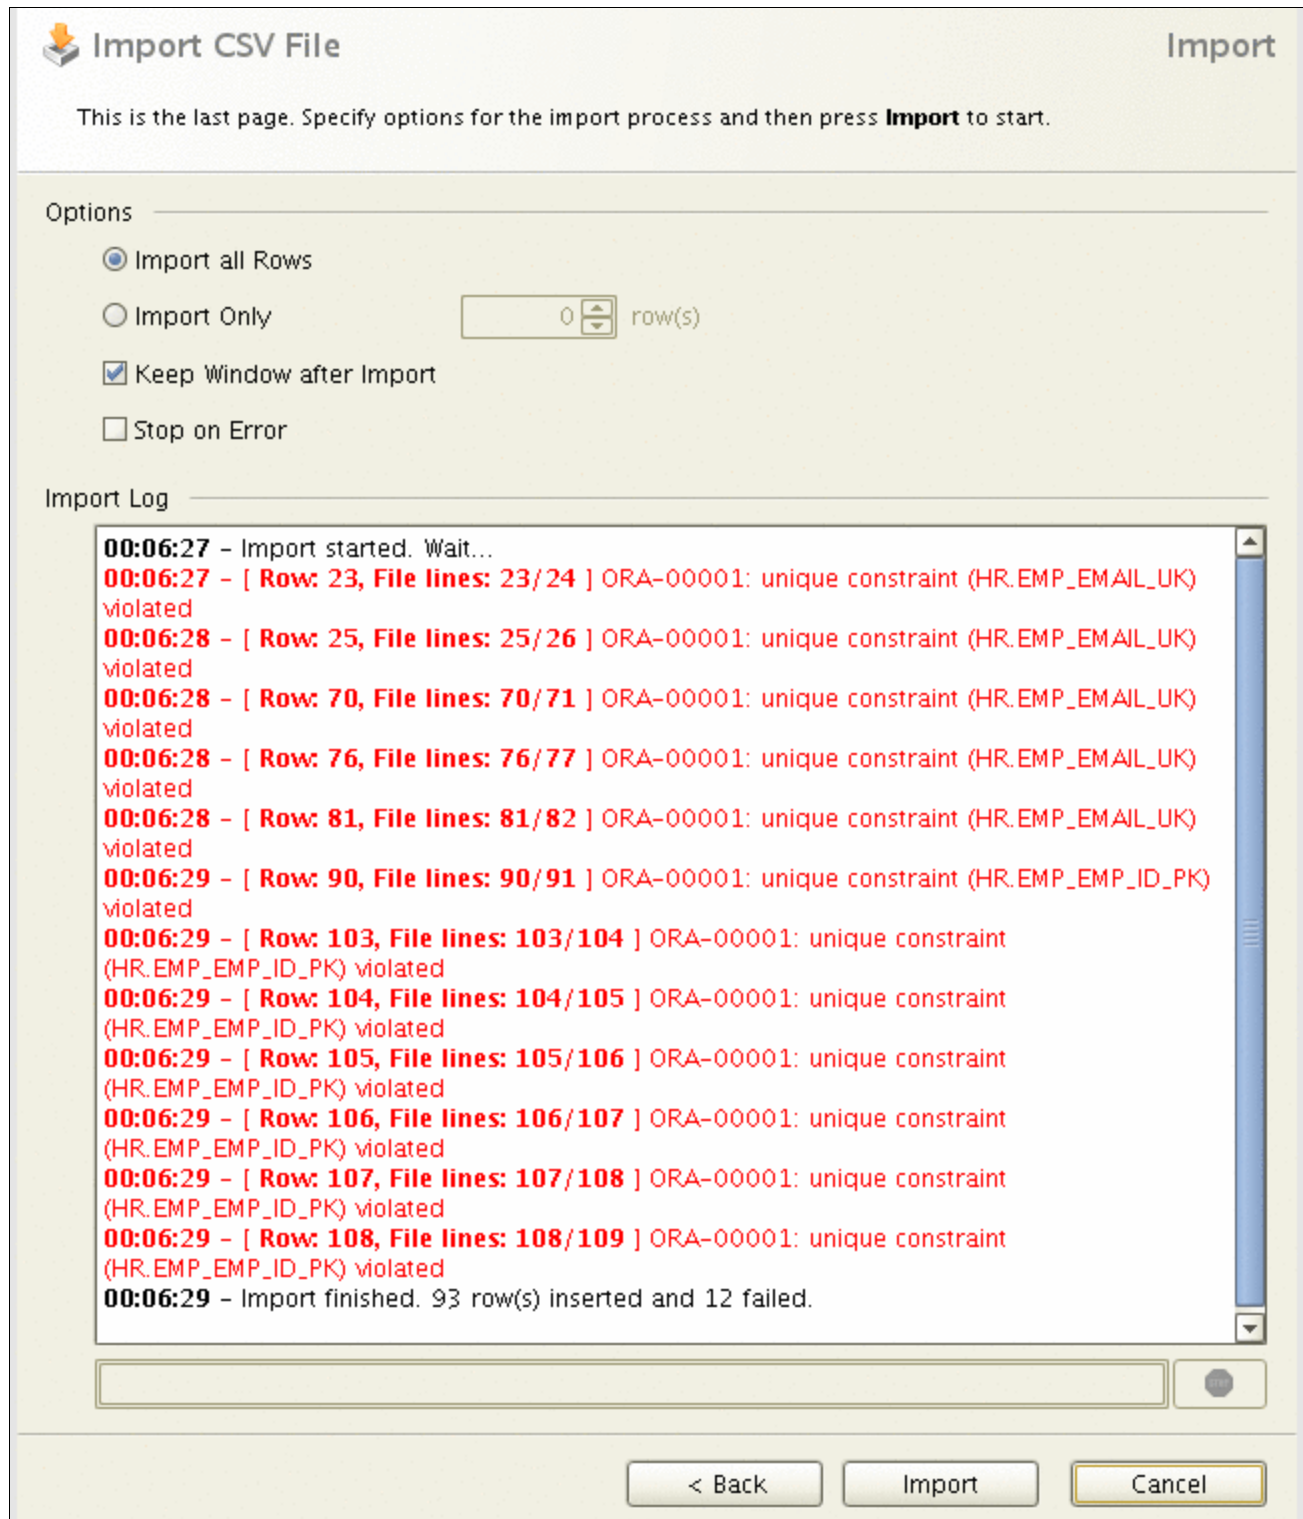 Import CSV File
Import
This is the last page. Specify options for the import process and then press Import to start.
Options
Import all Rows
Import Only 0 row(s)
Keep Window after Import
Stop on Error
Import Log
00:06:27 – Import started. Wait...
00:06:27 – [ Row: 23, File lines: 23/24 ] ORA-00001: unique constraint (HR.EMP_EMAIL_UK)
violated
00:06:28 – [ Row: 25, File lines: 25/26 ] ORA-00001: unique constraint (HR.EMP_EMAIL_UK)
violated
00:06:28 – [ Row: 70, File lines: 70/71 ] ORA-00001: unique constraint (HR.EMP_EMAIL_UK)
violated
00:06:28 – [ Row: 76, File lines: 76/77 ] ORA-00001: unique constraint (HR.EMP_EMAIL_UK)
violated
00:06:28 – [ Row: 81, File lines: 81/82 ] ORA-00001: unique constraint (HR.EMP_EMAIL_UK)
violated
00:06:29 – [ Row: 90, File lines: 90/91 ] ORA-00001: unique constraint (HR.EMP_EMP_ID_PK)
violated
00:06:29 – [ Row: 103, File lines: 103/104 ] ORA-00001: unique constraint
(HR.EMP_EMP_ID_PK) violated
00:06:29 – [ Row: 104, File lines: 104/105 ] ORA-00001: unique constraint
(HR.EMP_EMP_ID_PK) violated
00:06:29 – [ Row: 105, File lines: 105/106 ] ORA-00001: unique constraint
(HR.EMP_EMP_ID_PK) violated
00:06:29 – [ Row: 106, File lines: 106/107 ] ORA-00001: unique constraint
(HR.EMP_EMP_ID_PK) violated
00:06:29 – [ Row: 107, File lines: 107/108 ] ORA-00001: unique constraint
(HR.EMP_EMP_ID_PK) violated
00:06:29 – [ Row: 108, File lines: 108/109 ] ORA-00001: unique constraint
(HR.EMP_EMP_ID_PK) violated
00:06:29 – Import finished. 93 row(s) inserted and 12 failed.
STOP
< Back
Import
Cancel